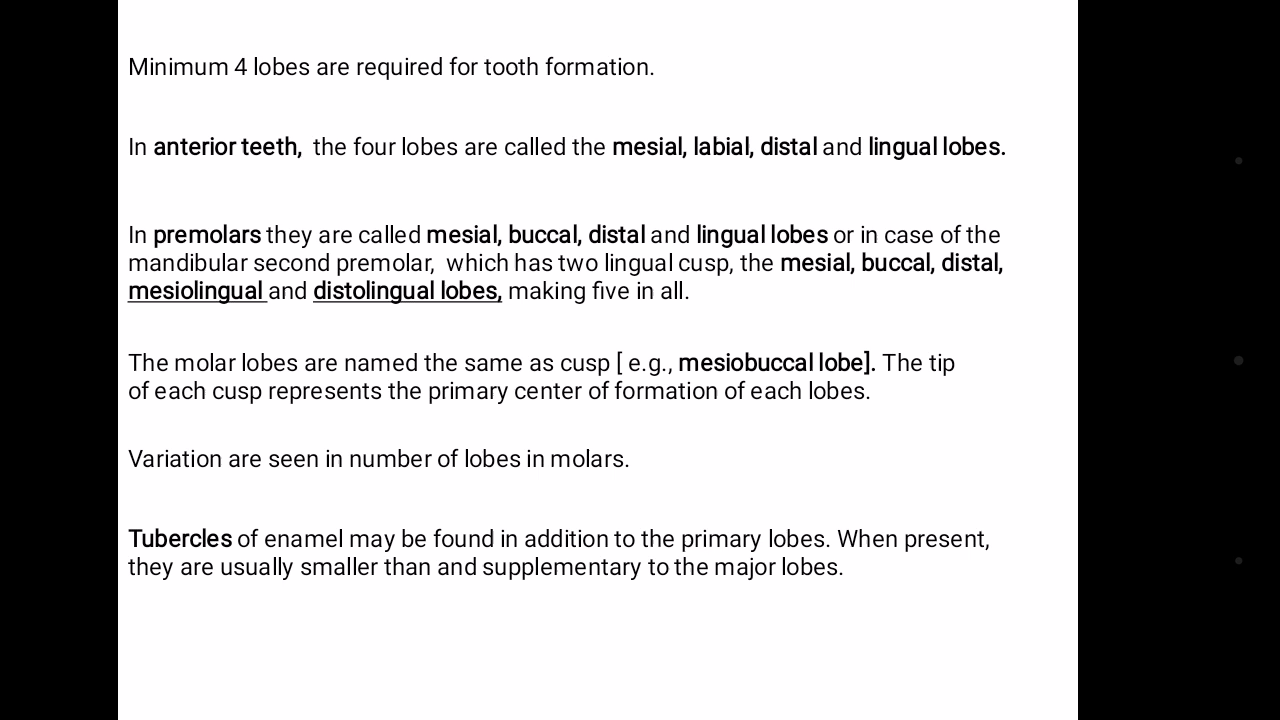 Minimum 4 lobes are required for tooth formation.
In anterior teeth,  the four lobes are called the mesial, labial, distal and lingual lobes.
In premolars they are called mesial, buccal, distal and lingual lobes or in case of the
mandibular second premolar,  which has two lingual cusp, the mesial, buccal, distal,
mesiolingual and distolingual lobes, making five in all.
The molar lobes are named the same as cusp [ e.g., mesiobuccal lobe]. The tip
of each cusp represents the primary center of formation of each lobes.
Variation are seen in number of lobes in molars.
Tubercles of enamel may be found in addition to the primary lobes. When present,
they are usually smaller than and supplementary to the major lobes.